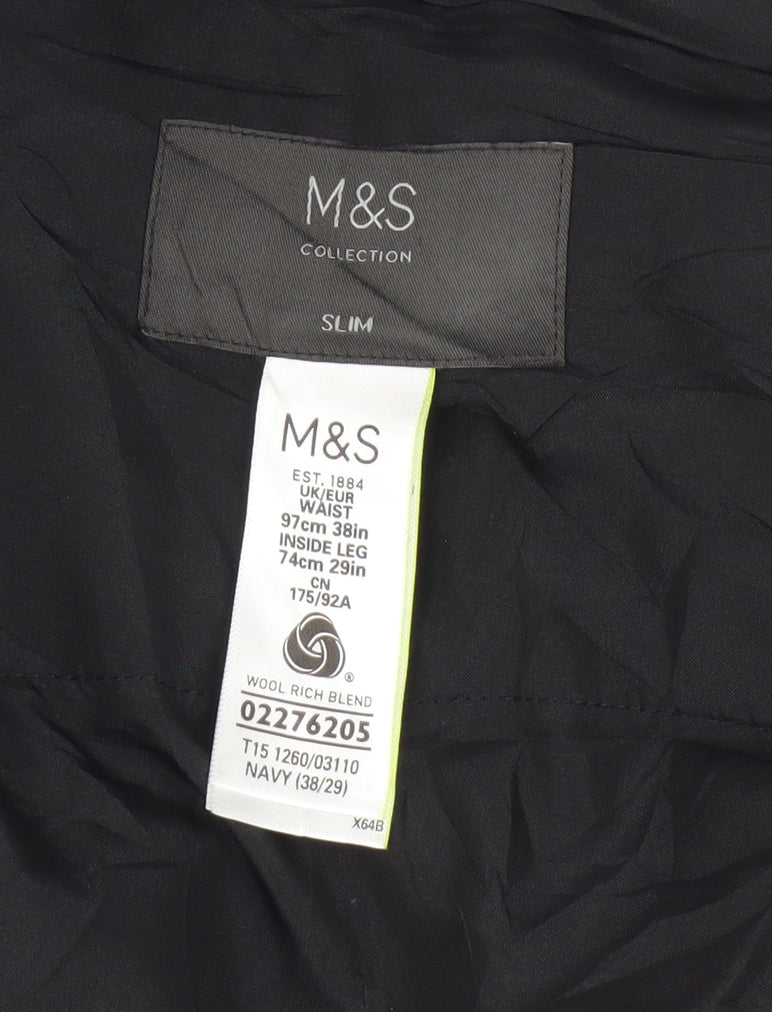 M&S
COLLECTION
SLIM
M&S
EST. 1884
UK/EUR
WAIST
97cm 38in
INSIDE LEG
74cm 29in
CN
175/92A
®
WOOL RICH BLEND
02276205
T15 1260/03110
NAVY (38/29)
X64B